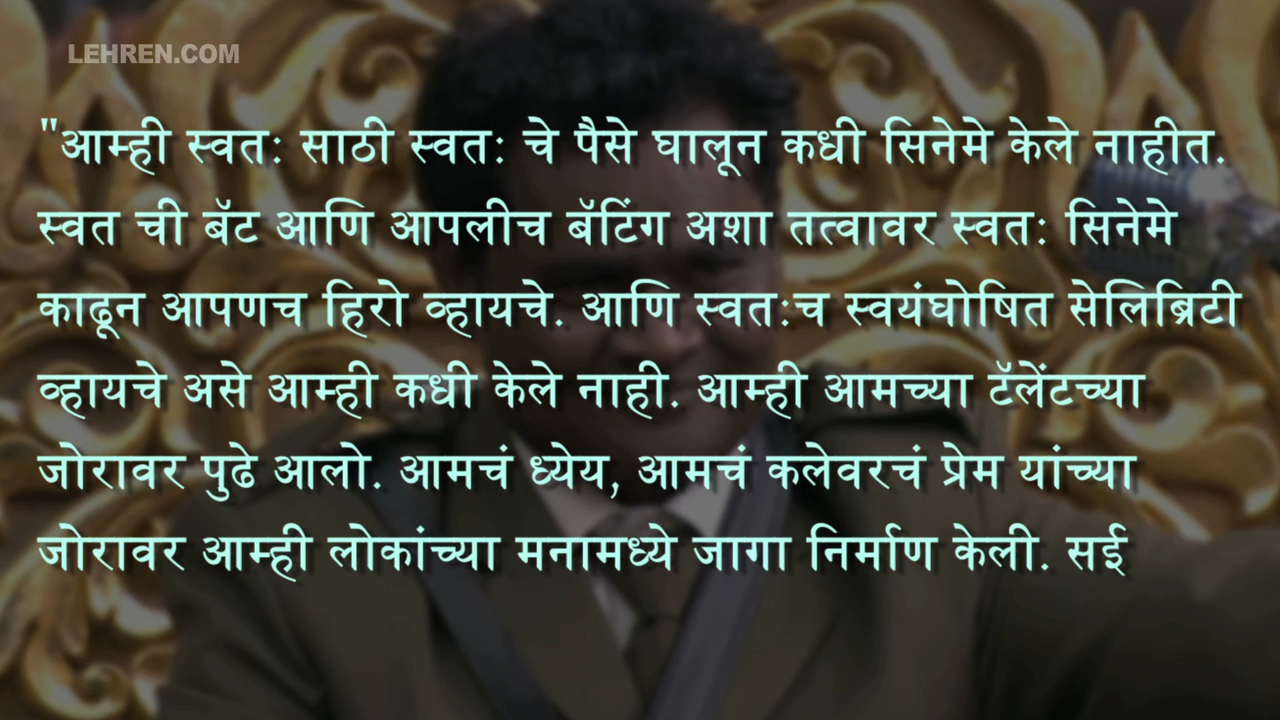 LEHREN.COM
"आम्ही स्वतः साठी स्वतः चे पैसे घालून कधी सिनेमे केले नाहीत.
स्वत ची बॅट आणि आपलीच बॅटिंग अशा तत्वावर स्वतः सिनेमे
काढून आपणच हिरो व्हायचे. आणि स्वतःच स्वयंघोषित सेलिब्रिटी
व्हायचे असे आम्ही कधी केले नाही. आम्ही आमच्या टॅलेंटच्या
जोरावर पुढे आलो. आमचं ध्येय, आमचं कलेवरचं प्रेम यांच्या
जोरावर आम्ही लोकांच्या मनामध्ये जागा निर्माण केली. सई